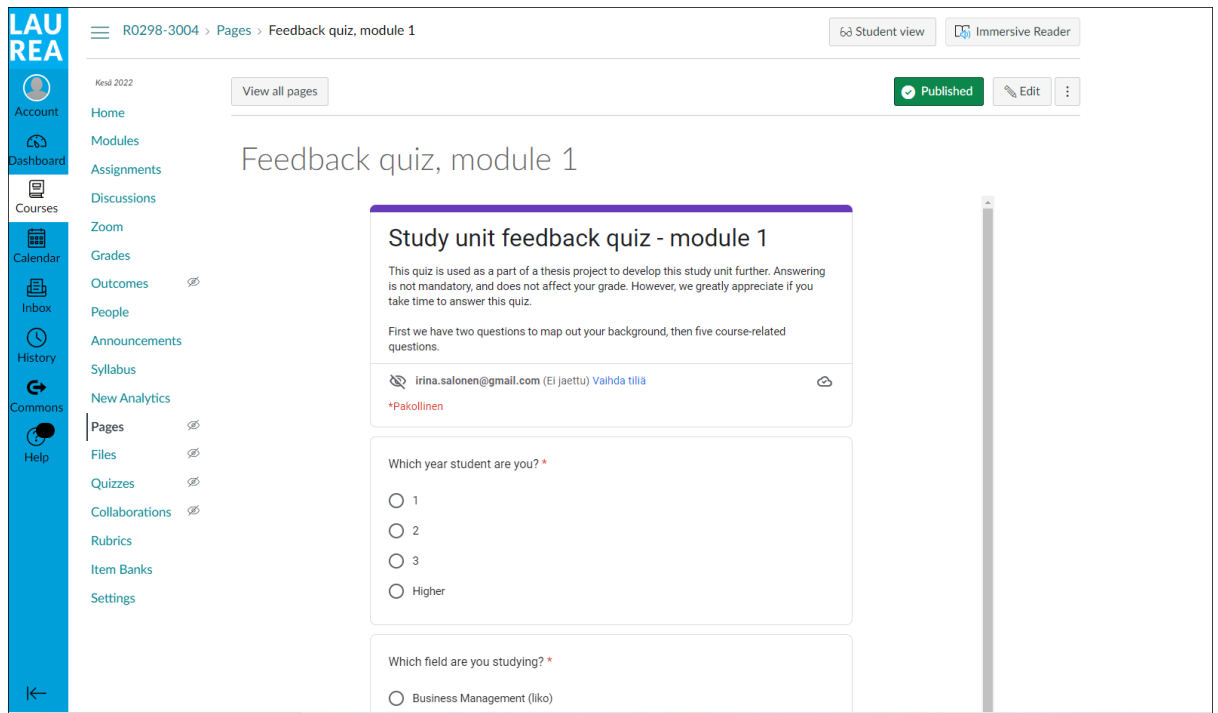 LAU
REA
R0298-3004 > Pages > Feedback quiz, module 1
Student view
Immersive Reader
Account
Dashboard
Courses
Calendar
Inbox
History
Commons
Help
Kesä 2022
Home
Modules
Assignments
Discussions
Zoom
Grades
Outcomes
People
Announcements
Syllabus
New Analytics
Pages
Files
Quizzes
Collaborations
Rubrics
Item Banks
Settings
View all pages
Published
Edit
Feedback quiz, module 1
Study unit feedback quiz - module 1
This quiz is used as a part of a thesis project to develop this study unit further. Answering
is not mandatory, and does not affect your grade. However, we greatly appreciate if you
take time to answer this quiz.
First we have two questions to map out your background, then five course-related
questions.
irina.salonen@gmail.com (Ei jaettu) Vaihda tiliä
*Pakollinen
Which year student are you? *
1
2
3
Higher
Which field are you studying? *
Business Management (liko)